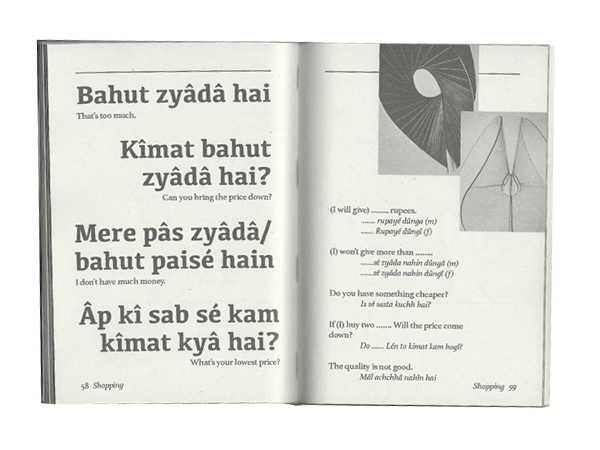 Bahut zyâdâ hai
That's too much.
Kîmat bahut
zyâdâ hai?
Can you bring the price down?
Mere pâs zyâdâ/
bahut paisé hain
I don't have much money.
Âp kî sab sé kam
kîmat kyâ hai?
What's your lowest price?
58 Shopping
(I will give) ........ rupees.
....... rupayé dûnga (m)
...... Rupayé dûngî (f)
(I) won't give more than ........
......sé zyâda nahin dûngâ (m)
......sé zyâda nahin dûngî (f)
Do you have something cheaper?
Is sé sasta kuchh hai?
If (I) buy two ....... Will the price come
down?
Do ...... Lén to kîmat kam hogî?
The quality is not good.
Mâl achchhâ nahîn hai
Shopping 59